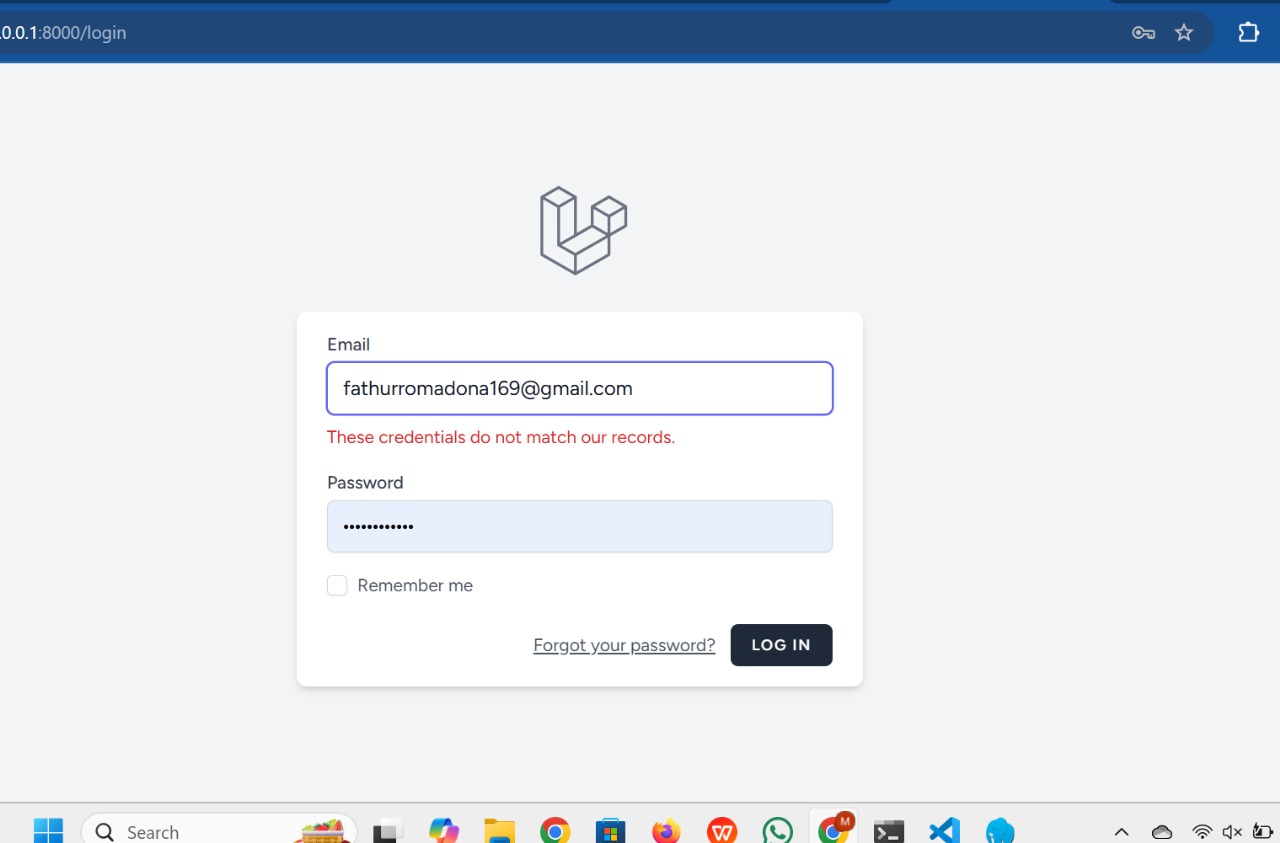 .0.0.1:8000/login
Email
fathurromadona169@gmail.com
These credentials do not match our records.
Password
••••••••••••
Remember me
Forgot your password? LOG IN
M
Search